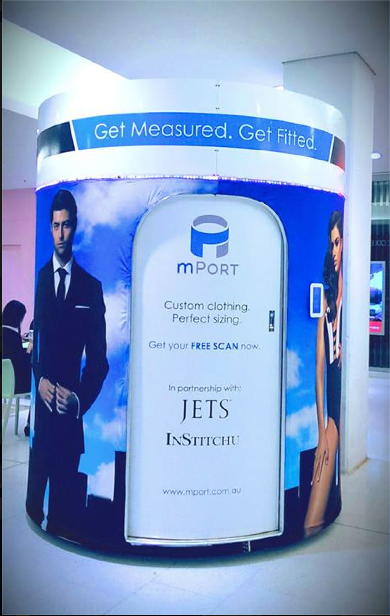 Get Measured. Get Fitted.
mPORT
Custom clothing.
Perfect sizing.
Get your FREE SCAN now.
In partnership with:
JETS
INSTITCHU
www.mport.com.au